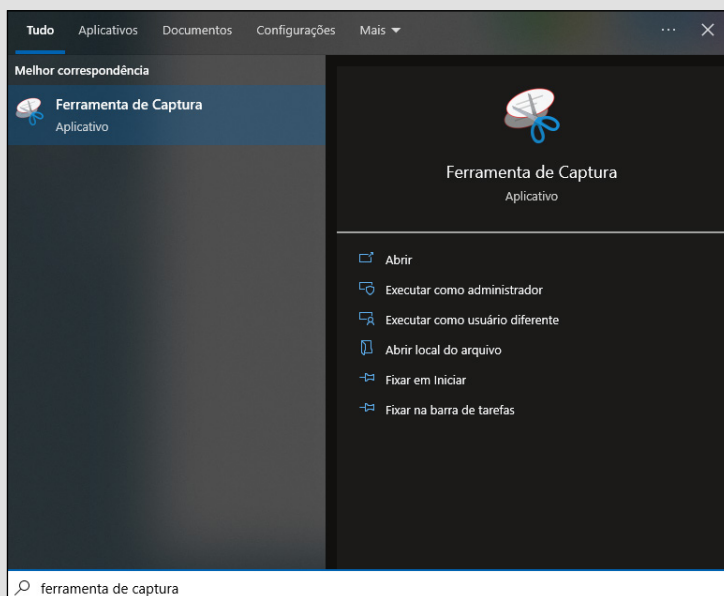 Tudo Aplicativos Documentos Configurações Mais ...
Melhor correspondência
Ferramenta de Captura
Aplicativo
Ferramenta de Captura
Aplicativo
Abrir
Executar como administrador
Executar como usuário diferente
Abrir local do arquivo
Fixar em Iniciar
Fixar na barra de tarefas
ferramenta de captura